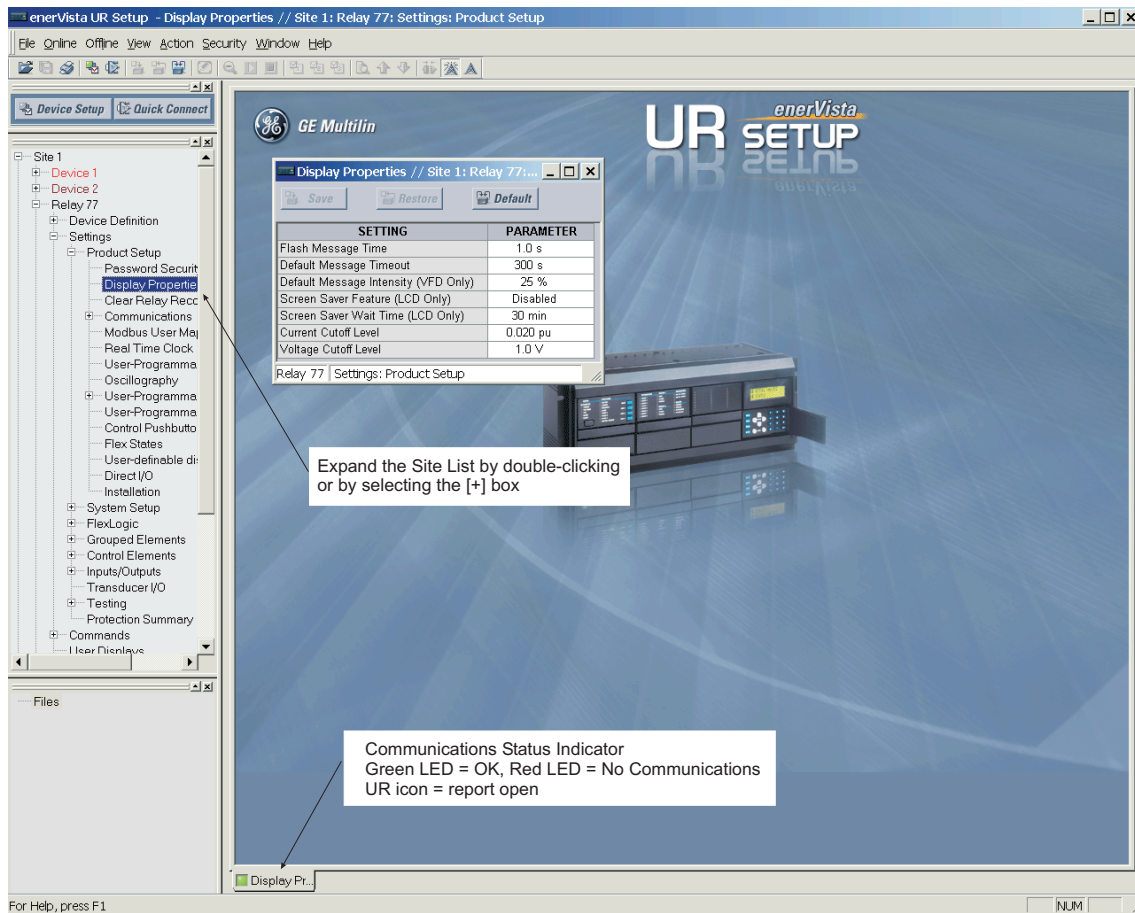 enerVista UR Setup - Display Properties // Site 1: Relay 77: Settings: Product Setup
File Online Offline View Action Security Window Help
Device Setup
Quick Connect
Site 1
Device 1
Device 2
Relay 77
Device Definition
Settings
Product Setup
Password Securit
Display Propertie
Clear Relay Reco
Communications
Modbus User Map
Real Time Clock
User-Programma
Oscillography
User-Programma
User-Programma
Control Pushbutto
Flex States
User-definable di
Direct I/O
Installation
System Setup
FlexLogic
Grouped Elements
Control Elements
Inputs/Outputs
Transducer I/O
Testing
Protection Summary
Commands
User Displays
Files
GE Multilin
enerVista
UR SETUP
Display Properties // Site 1: Relay 77:...
Save
Restore
Default
SETTING PARAMETER
Flash Message Time 1.0 s
Default Message Timeout 300 s
Default Message Intensity (VFD Only) 25 %
Screen Saver Feature (LCD Only) Disabled
Screen Saver Wait Time (LCD Only) 30 min
Current Cutoff Level 0.020 pu
Voltage Cutoff Level 1.0 V
Relay 77 Settings: Product Setup
Expand the Site List by double-clicking
or by selecting the [+] box
Communications Status Indicator
Green LED = OK, Red LED = No Communications
UR icon = report open
Display Pr...
For Help, press F1
NUM